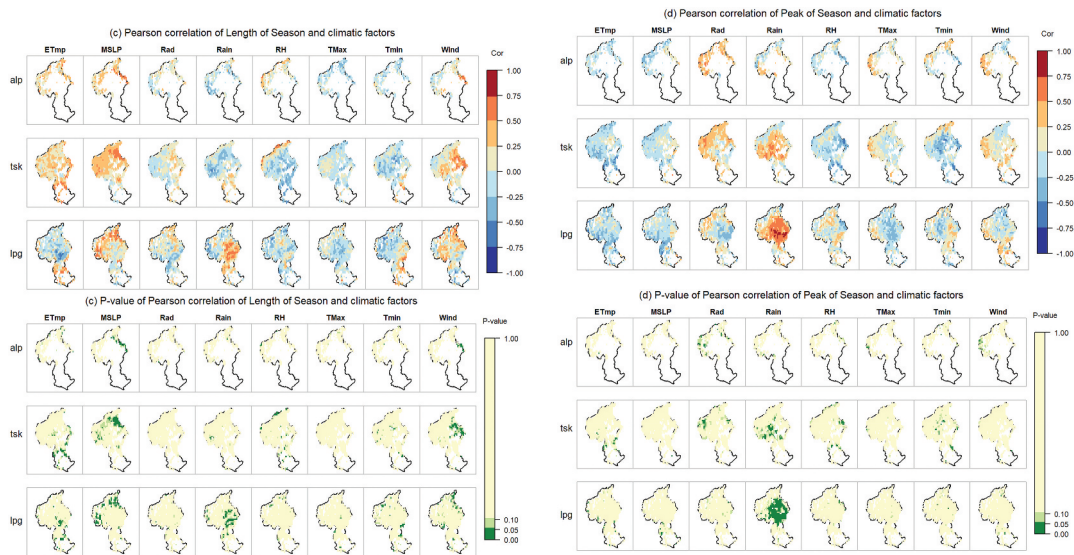 (c) Pearson correlation of Length of Season and climatic factors
ETmp MSLP Rad Rain RH TMax Tmin Wind
Cor
alp
tsk
lpg
1.00
0.75
0.50
0.25
0.00
-0.25
-0.50
-0.75
-1.00
(d) Pearson correlation of Peak of Season and climatic factors
ETmp MSLP Rad Rain RH TMax Tmin Wind
Cor
alp
tsk
lpg
1.00
0.75
0.50
0.25
0.00
-0.25
-0.50
-0.75
-1.00
(c) P-value of Pearson correlation of Length of Season and climatic factors
ETmp MSLP Rad Rain RH TMax Tmin Wind
P-value
alp
tsk
lpg
1.00
0.10
0.05
0.00
(d) P-value of Pearson correlation of Peak of Season and climatic factors
ETmp MSLP Rad Rain RH TMax Tmin Wind
P-value
alp
tsk
lpg
1.00
0.10
0.05
0.00